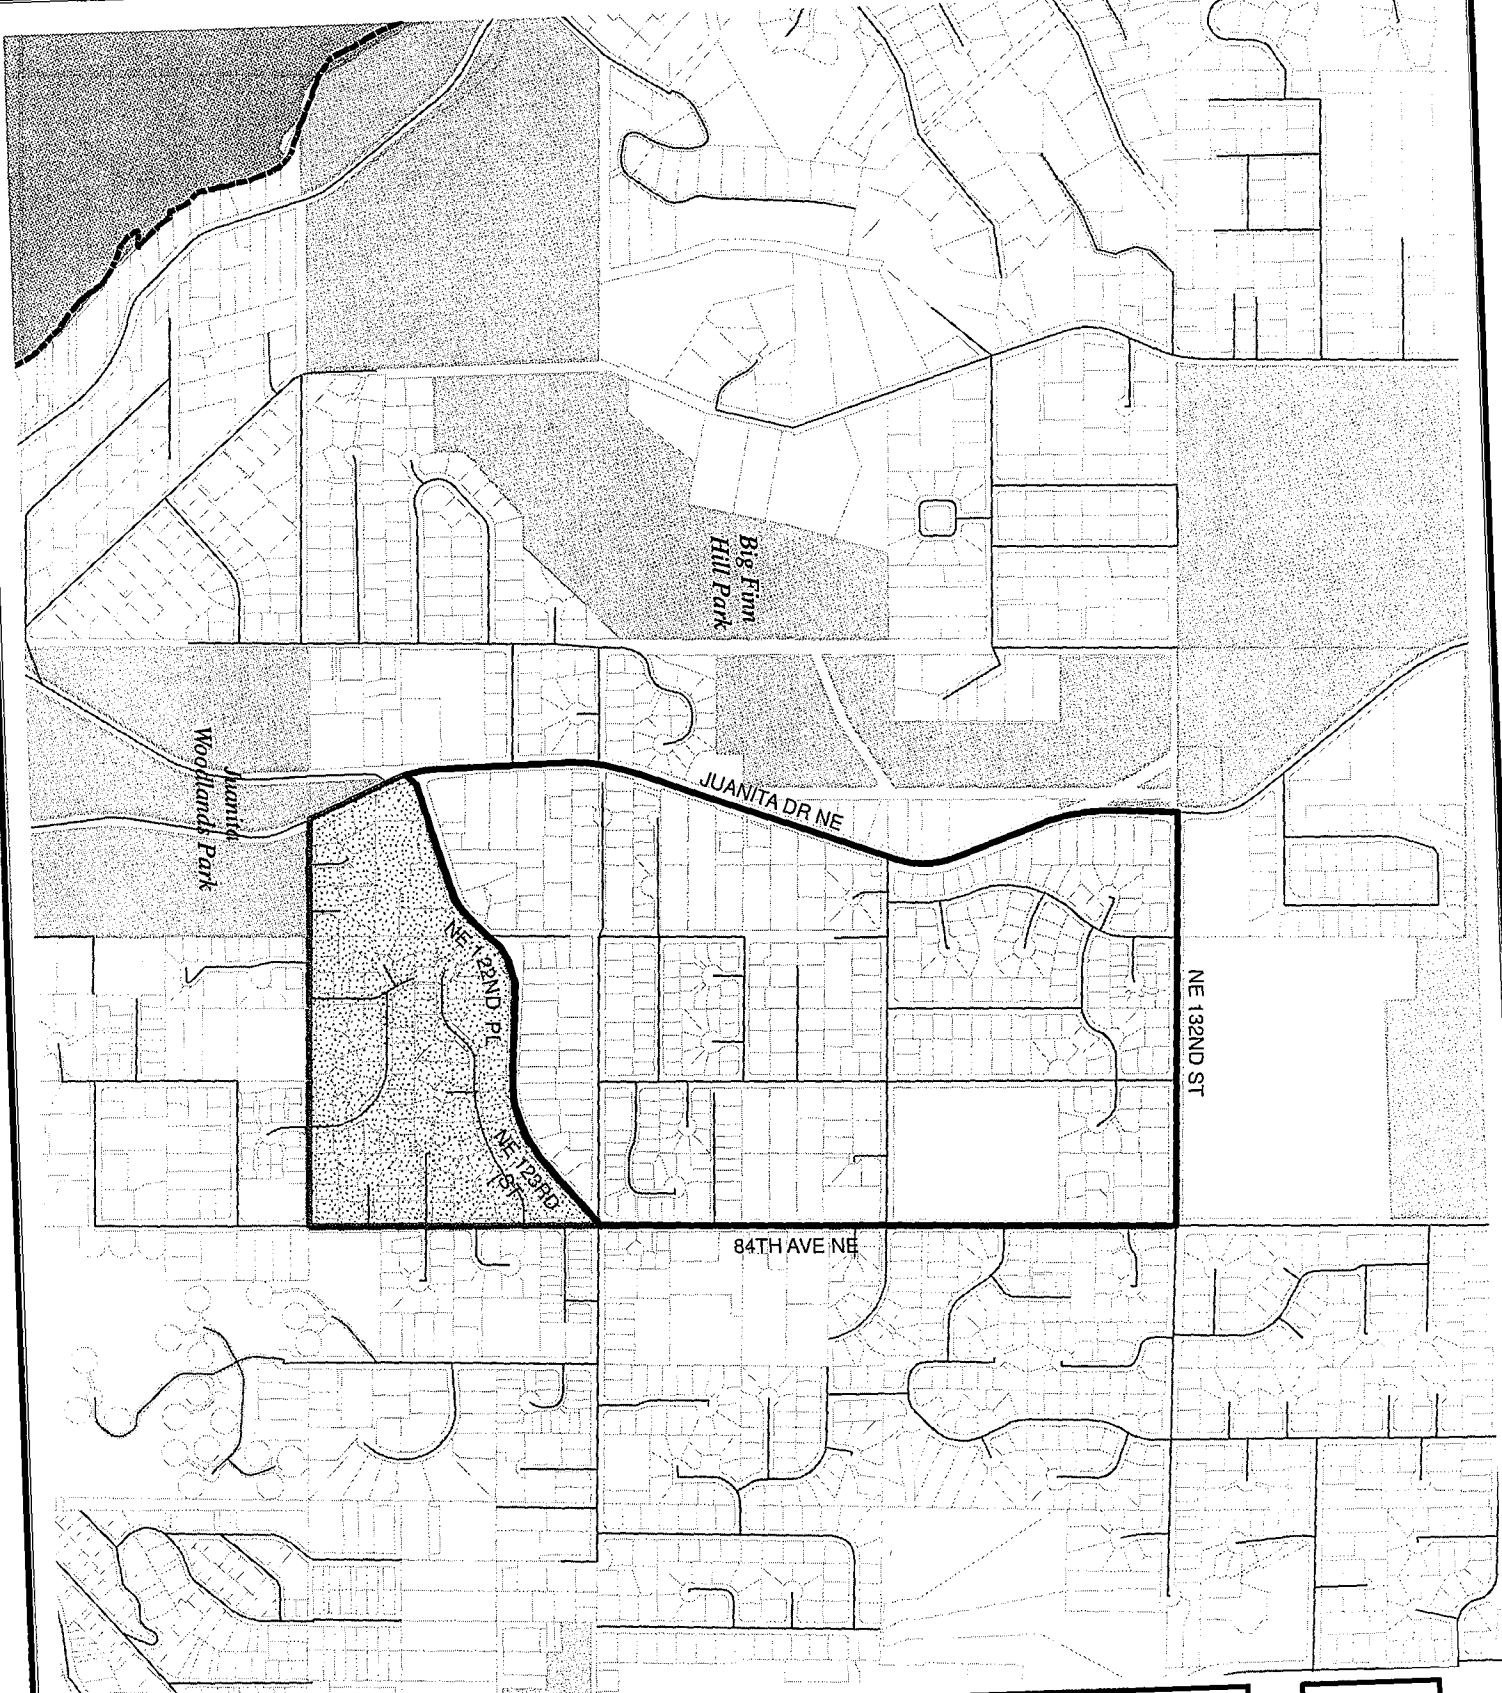 Big Finn
Hill Park
Juanita
Woodlands Park
JUANITA DR NE
NE 122ND PL
NE 132ND ST
NE 123RD
ST
84TH AVE NE